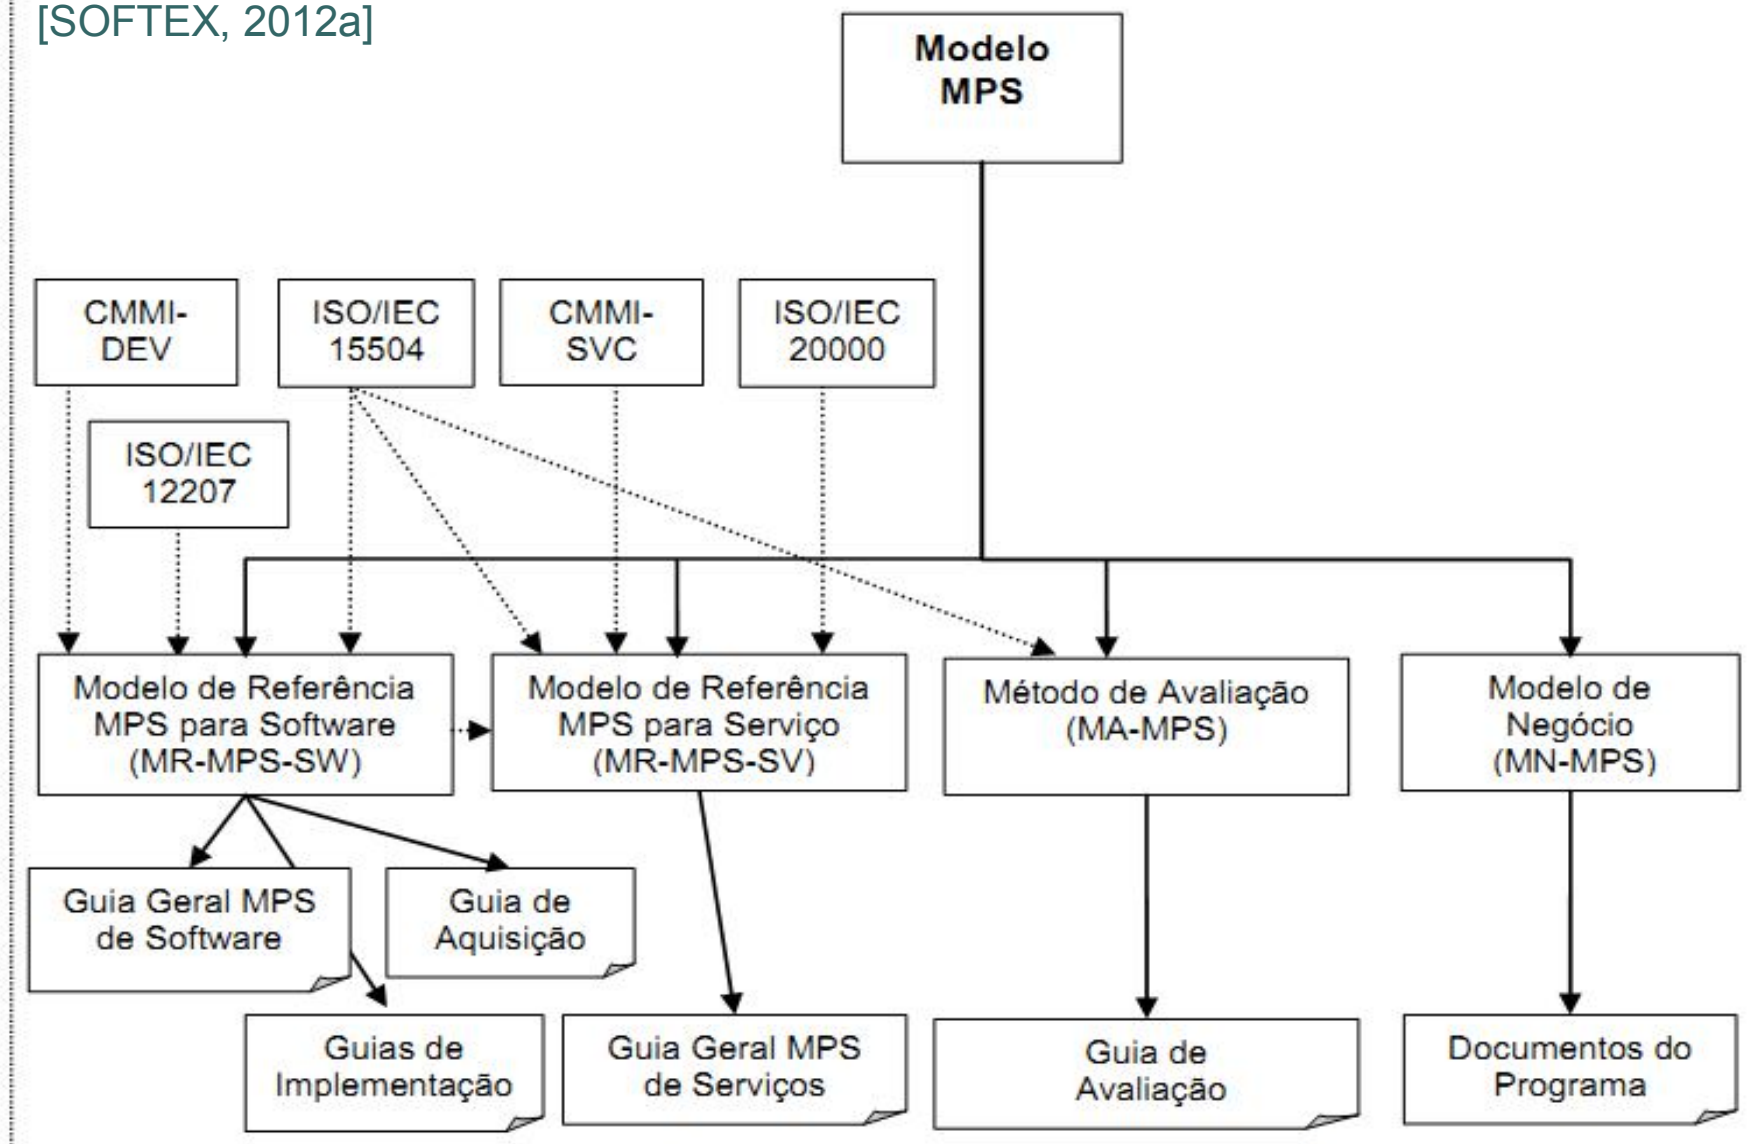 [SOFTEX, 2012a]
Modelo
MPS
CMMI-
DEV
ISO/IEC
15504
CMMI-
SVC
ISO/IEC
20000
ISO/IEC
12207
Modelo de Referência
MPS para Software
(MR-MPS-SW)
Modelo de Referência
MPS para Serviço
(MR-MPS-SV)
Método de Avaliação
(MA-MPS)
Modelo de
Negócio
(MN-MPS)
Guia Geral MPS
de Software
Guia de
Aquisição
Guias de
Implementação
Guia Geral MPS
de Serviços
Guia de
Avaliação
Documentos do
Programa